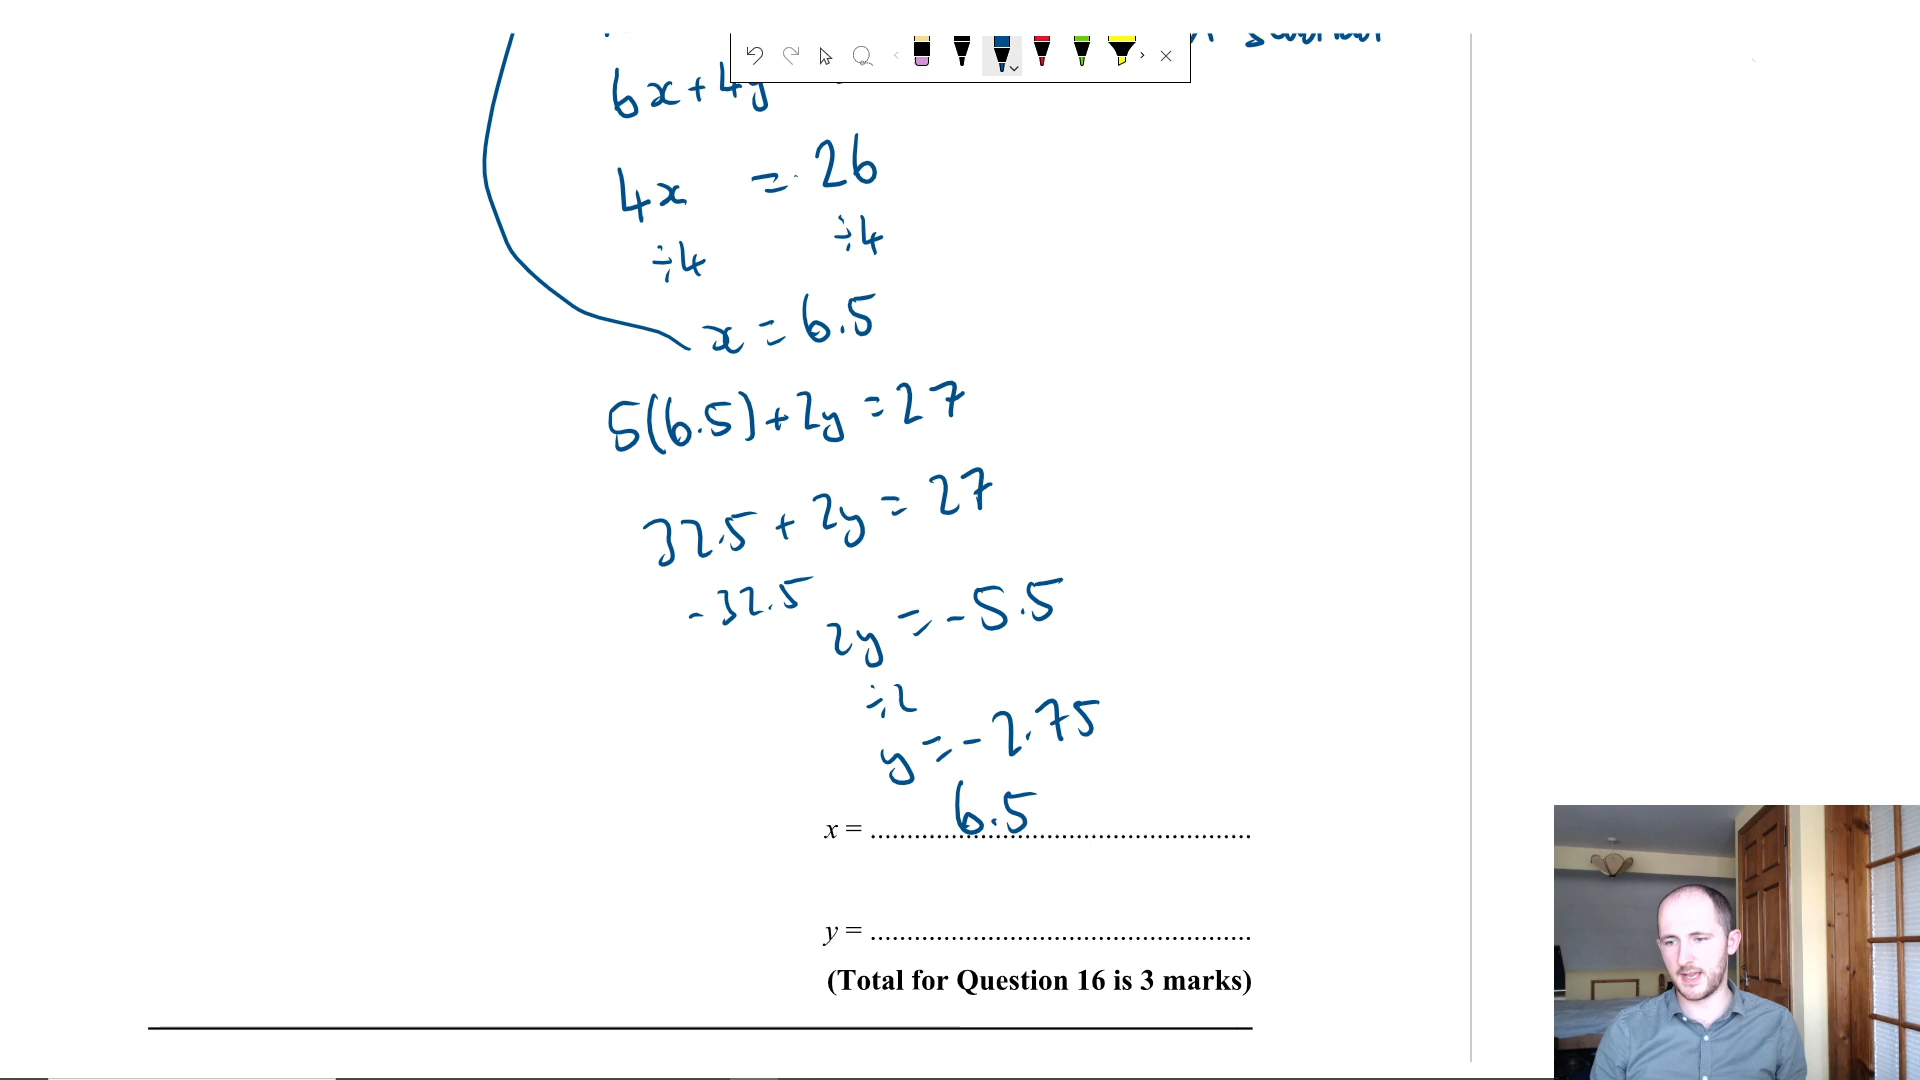 6x+4y
4x = 26
÷4 ÷4
x = 6.5
5(6.5)+2y=27
32.5 + 2y = 27
-32.5
2y = -5.5
÷2
y = -2.75
6.5
x = ................................................
y = ................................................
(Total for Question 16 is 3 marks)